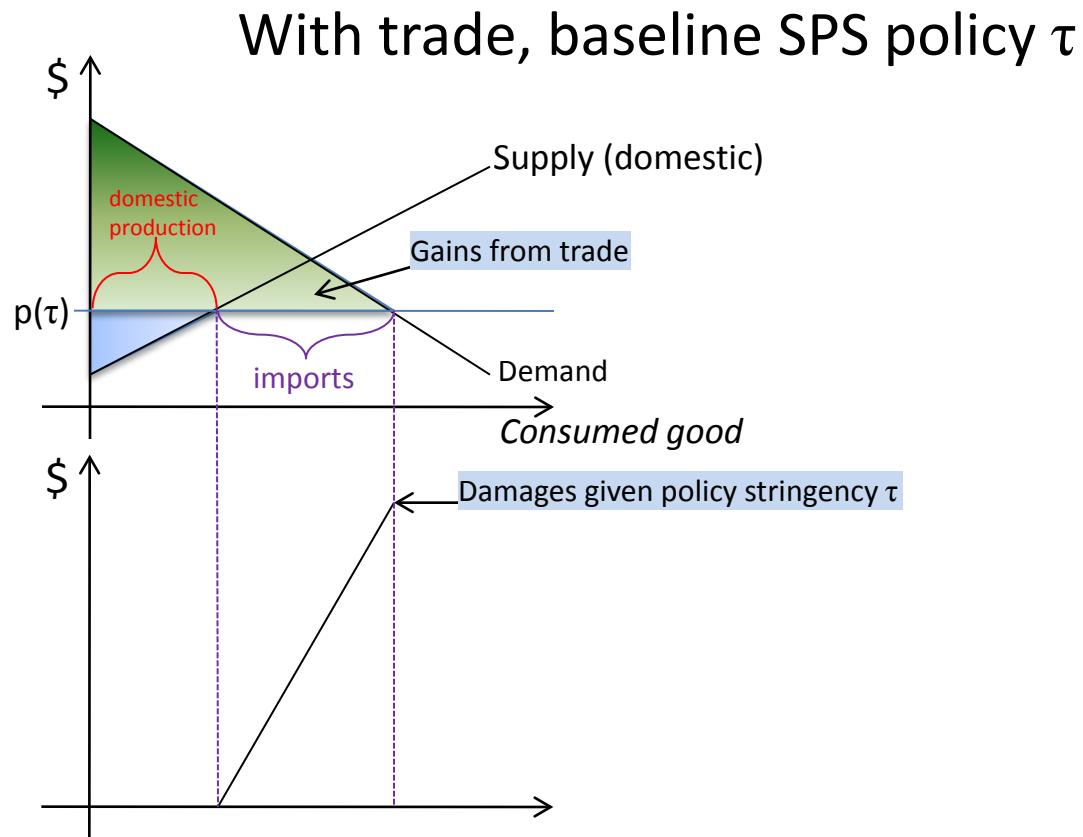 With trade, baseline SPS policy τ
$
Supply (domestic)
domestic
production
Gains from trade
p(τ)
imports
Demand
Consumed good
$
Damages given policy stringency τ